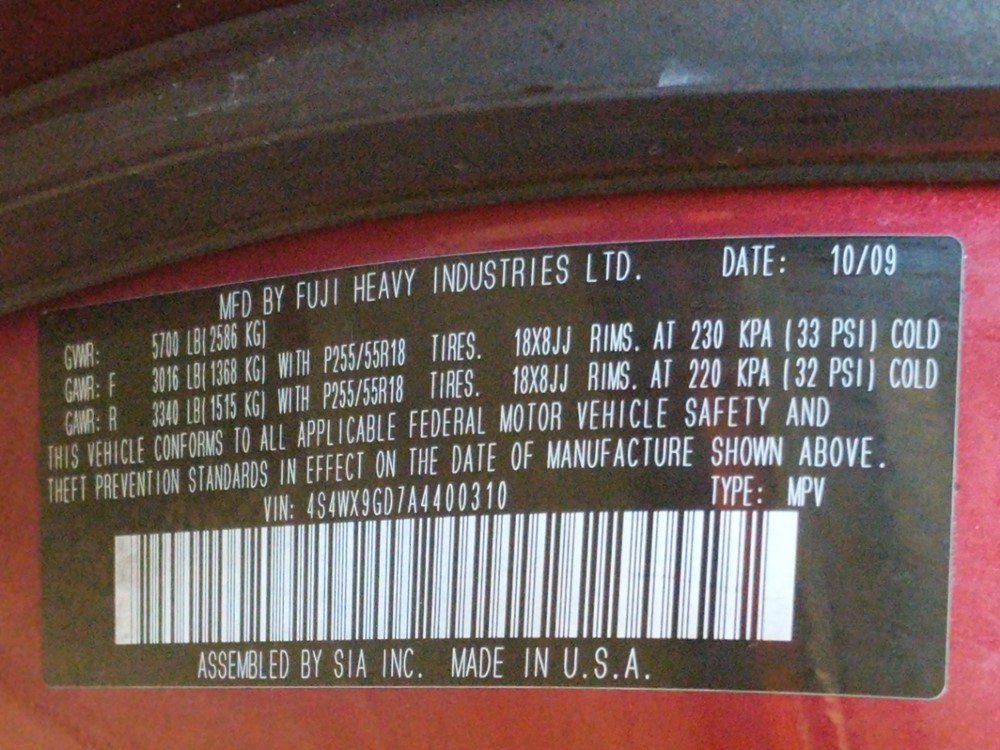 MFD BY FUJI HEAVY INDUSTRIES LTD. DATE: 10/09
GVWR: 5700 LB(2586 KG)
GAWR: F 3016 LB(1368 KG) WITH P255/55R18 TIRES. 18X8JJ RIMS. AT 230 KPA (33 PSI) COLD
GAWR: R 3340 LB(1515 KG) WITH P255/55R18 TIRES. 18X8JJ RIMS. AT 220 KPA (32 PSI) COLD
THIS VEHICLE CONFORMS TO ALL APPLICABLE FEDERAL MOTOR VEHICLE SAFETY AND
THEFT PREVENTION STANDARDS IN EFFECT ON THE DATE OF MANUFACTURE SHOWN ABOVE.
VIN: 4S4WX9GD7A4400310 TYPE: MPV
ASSEMBLED BY SIA INC. MADE IN U.S.A.